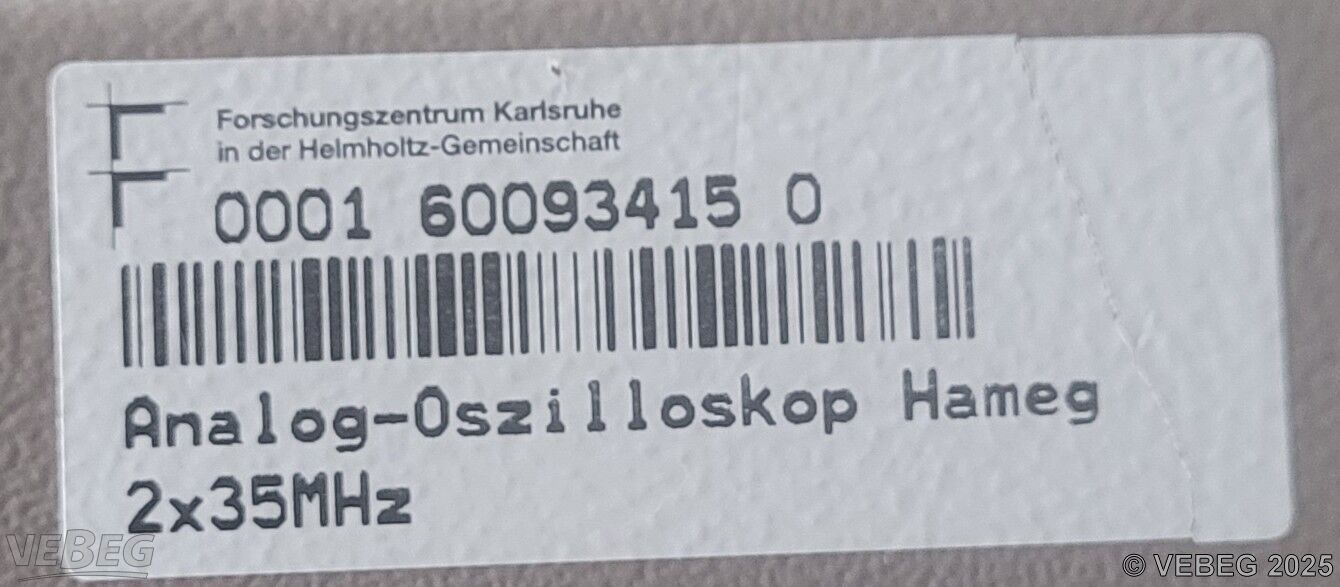 Forschungszentrum Karlsruhe
in der Helmholtz-Gemeinschaft
0001 60093415 0
Analog-Oszilloskop Hameg
2x35MHz
VEBEG
© VEBEG 2025